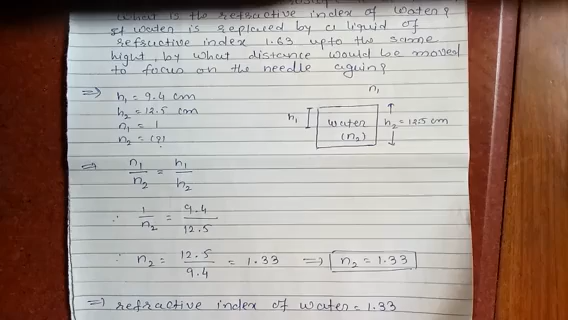 What is the refractive index of water?
If water is replaced by a liquid of
refractive index 1.63 upto the same
hight, by what distance would be moved
to focus on the needle again?
⇒ h₁ = 9.4 cm
h₂ = 12.5 cm
n₁ = 1
n₂ = (?)
n₁
h₁
water
(n₂)
h₂ = 12.5 cm
⇒ n₁/n₂ = h₁/h₂
∴ 1/n₂ = 9.4/12.5
∴ n₂ = 12.5/9.4 = 1.33 ⇒ n₂ = 1.33
⇒ refractive index of water = 1.33